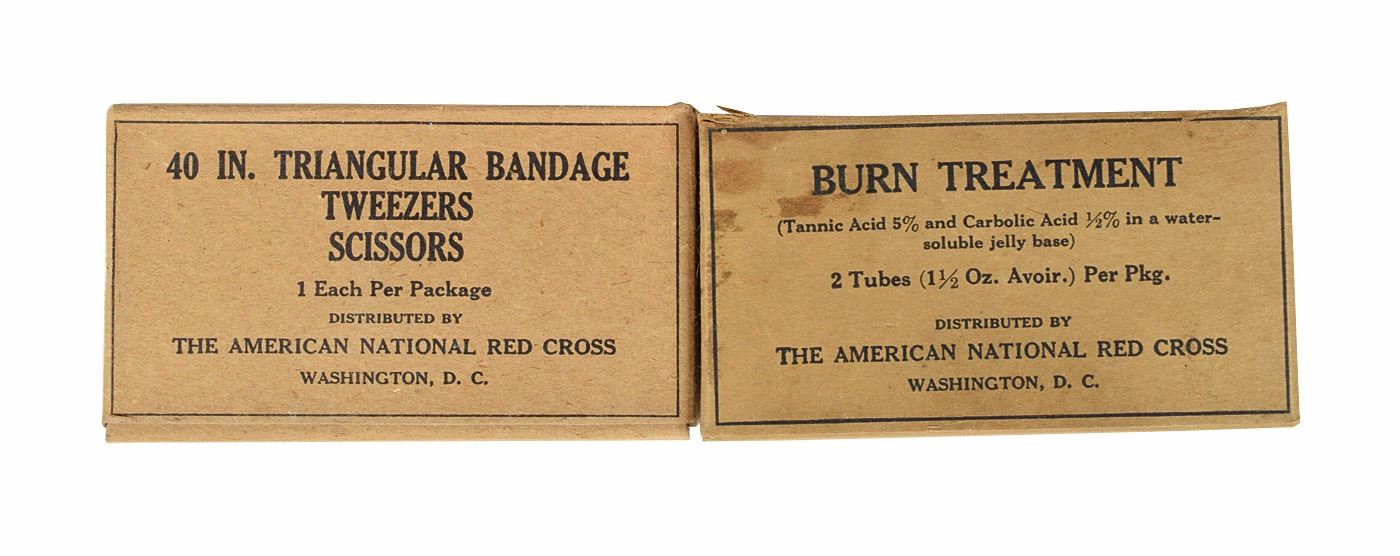 40 IN. TRIANGULAR BANDAGE
TWEEZERS
SCISSORS
1 Each Per Package
DISTRIBUTED BY
THE AMERICAN NATIONAL RED CROSS
WASHINGTON, D. C.
BURN TREATMENT
(Tannic Acid 5% and Carbolic Acid ½% in a water-
soluble jelly base)
2 Tubes (1½ Oz. Avoir.) Per Pkg.
DISTRIBUTED BY
THE AMERICAN NATIONAL RED CROSS
WASHINGTON, D. C.